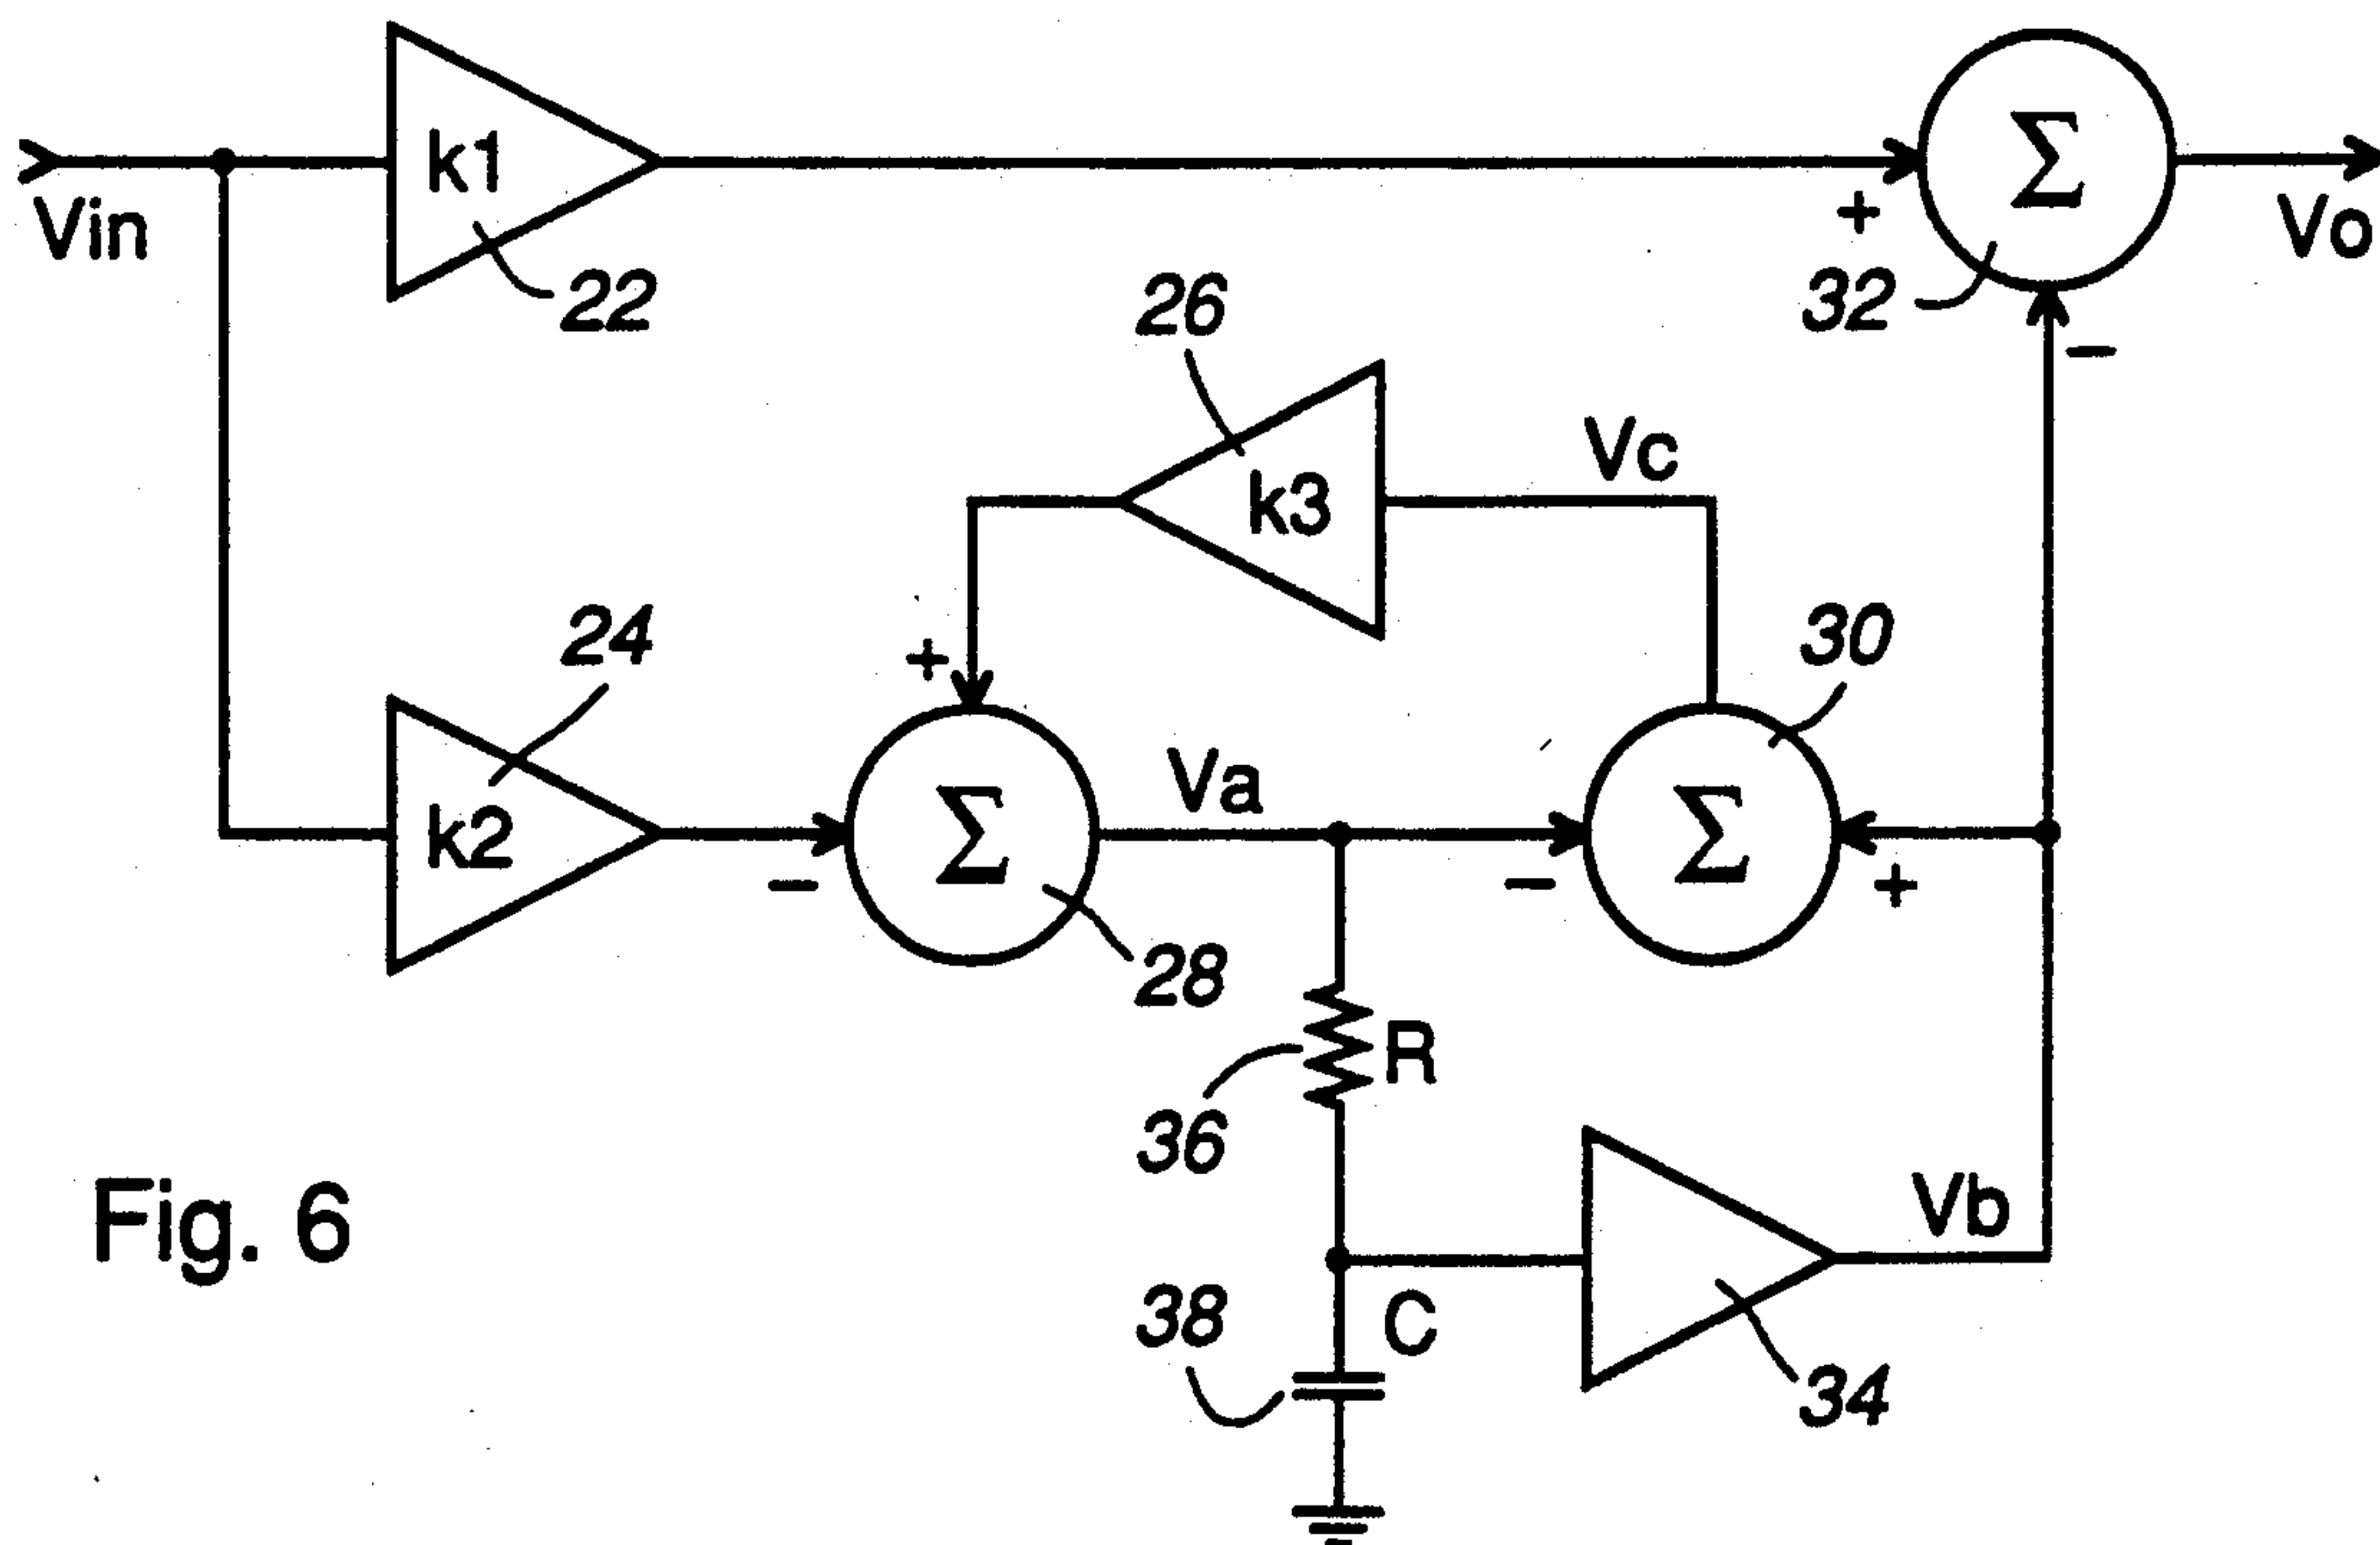 k1
Σ
+
Vin
Vo
22
26
32
−
Vc
k3
24
+
30
Va
k2
Σ
Σ
−
−
+
28
R
36
Vb
Fig. 6
38
C
34